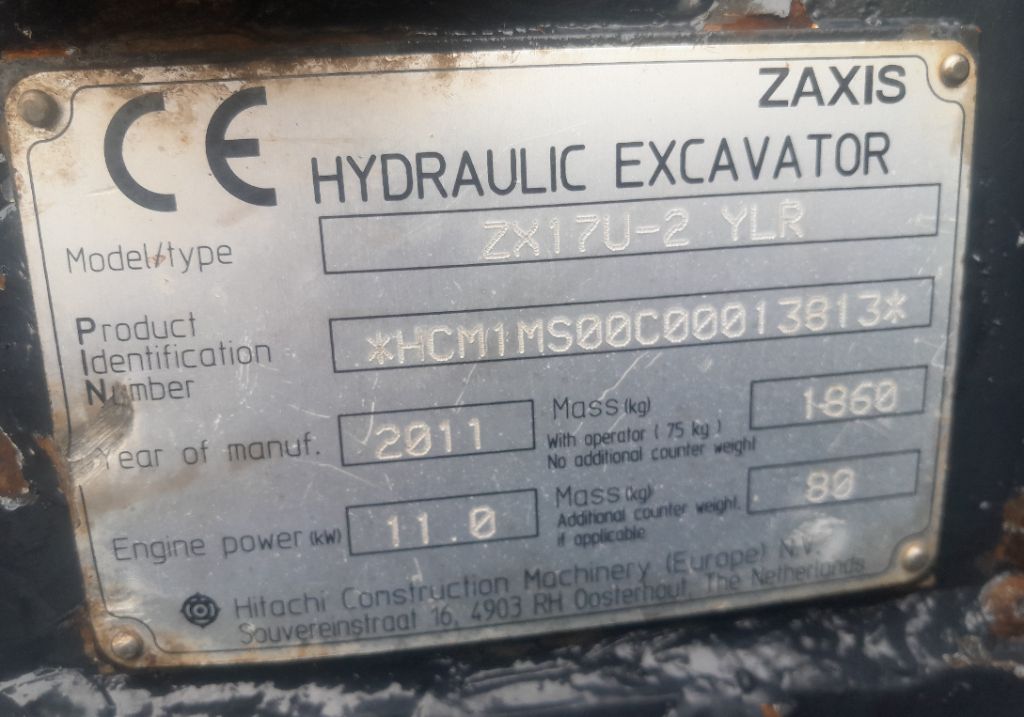 CE
ZAXIS
HYDRAULIC EXCAVATOR
Model/type
ZX17U-2 YLR
Product
Identification
Number
*HCM1MS00C00013813*
Year of manuf.
2011
Mass (kg)
With operator ( 75 kg )
No additional counter weight
1860
Engine power (kW)
11.0
Mass (kg)
Additional counter weight.
if applicable
80
Hitachi Construction Machinery (Europe) N.V.
Souvereinstraat 16, 4903 RH Oosterhout, The Netherlands